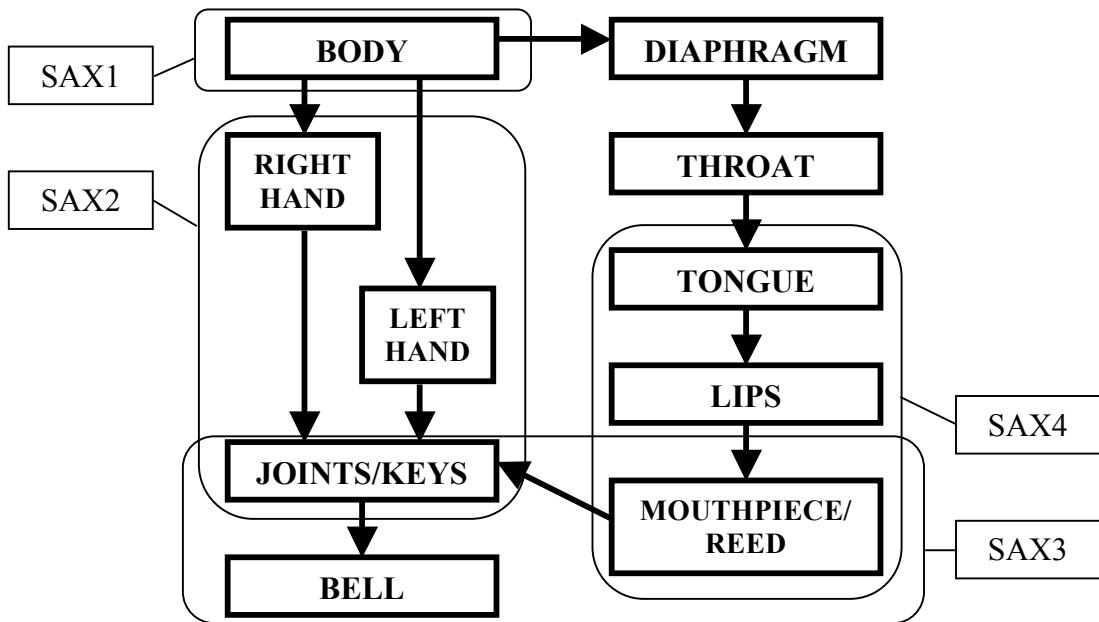 BODY
DIAPHRAGM
SAX1
RIGHT
HAND
THROAT
SAX2
TONGUE
LEFT
HAND
LIPS
SAX4
JOINTS/KEYS
MOUTHPIECE/
REED
SAX3
BELL